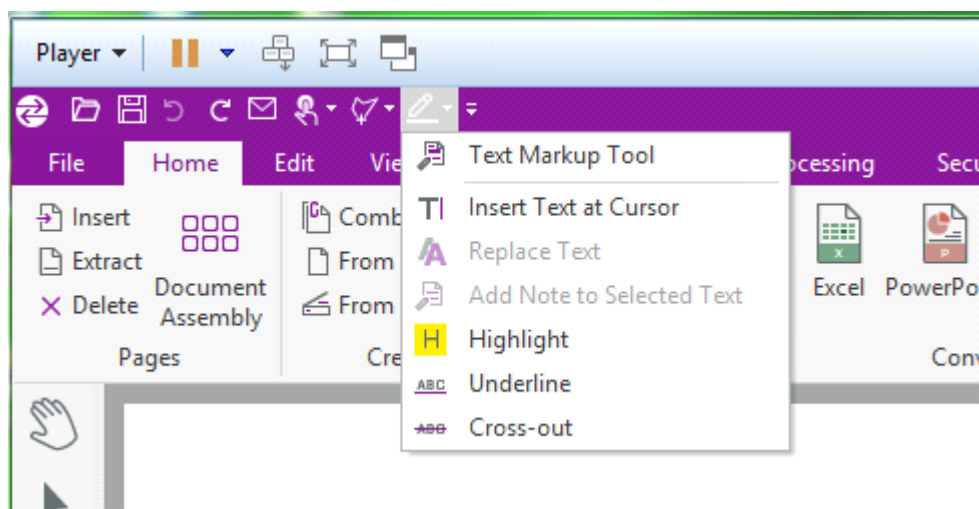 Player
File Home Edit Vie ocessing Secu
Text Markup Tool
Insert Text at Cursor
Replace Text
Add Note to Selected Text
H Highlight
ABC Underline
ABC Cross-out
Insert
Extract
Delete
Document
Assembly
Pages
Comb
From
From
Cre
X Excel
P PowerPo
Conv